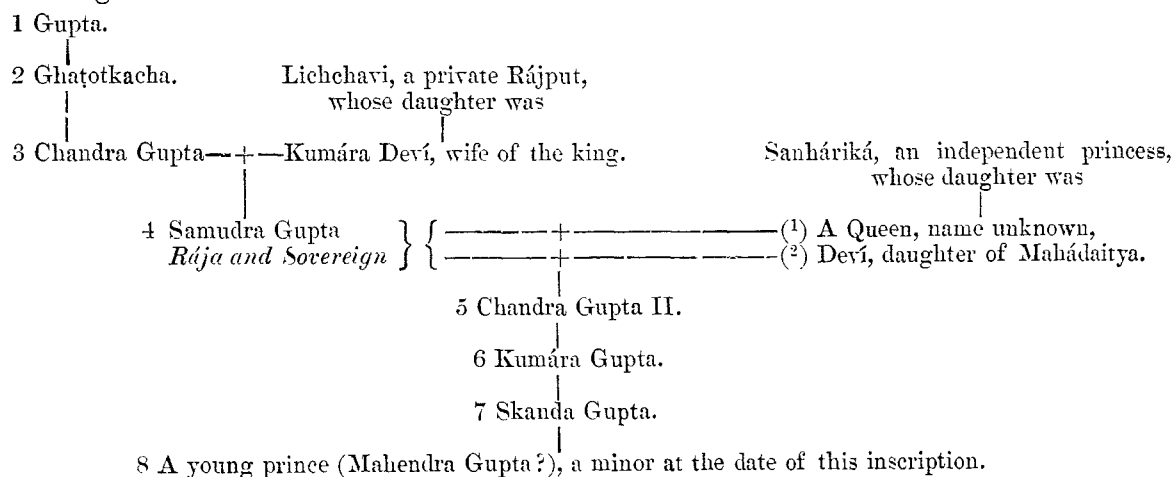 1 Gupta.
2 Ghaṭotkacha. Lichchavi, a private Rájput,
whose daughter was
3 Chandra Gupta—+—Kumára Deví, wife of the king. Sanháriká, an independent princess,
whose daughter was
4 Samudra Gupta } { ————+———————(¹) A Queen, name unknown,
Rája and Sovereign } { ————+———————(²) Deví, daughter of Mahádaitya.
5 Chandra Gupta II.
6 Kumára Gupta.
7 Skanda Gupta.
8 A young prince (Mahendra Gupta?), a minor at the date of this inscription.